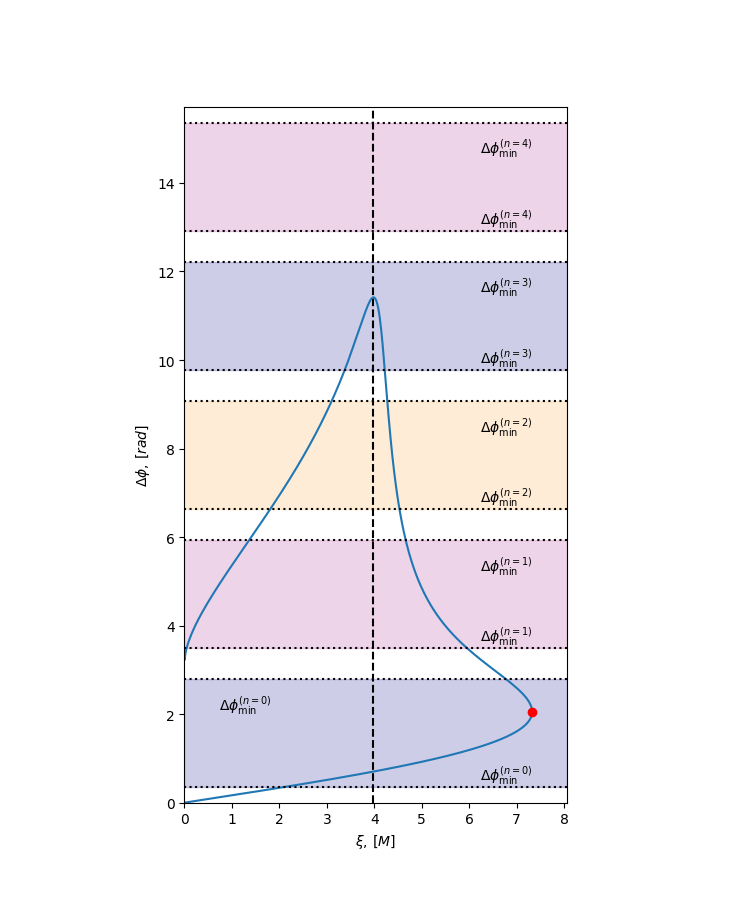 14
Δϕ_min^(n=4)
Δϕ_min^(n=4)
12
Δϕ_min^(n=3)
10
Δϕ_min^(n=3)
8
Δϕ_min^(n=2)
Δϕ, [rad]
Δϕ_min^(n=2)
6
Δϕ_min^(n=1)
4
Δϕ_min^(n=1)
Δϕ_min^(n=0)
2
Δϕ_min^(n=0)
0
0 1 2 3 4 5 6 7 8
ξ, [M]